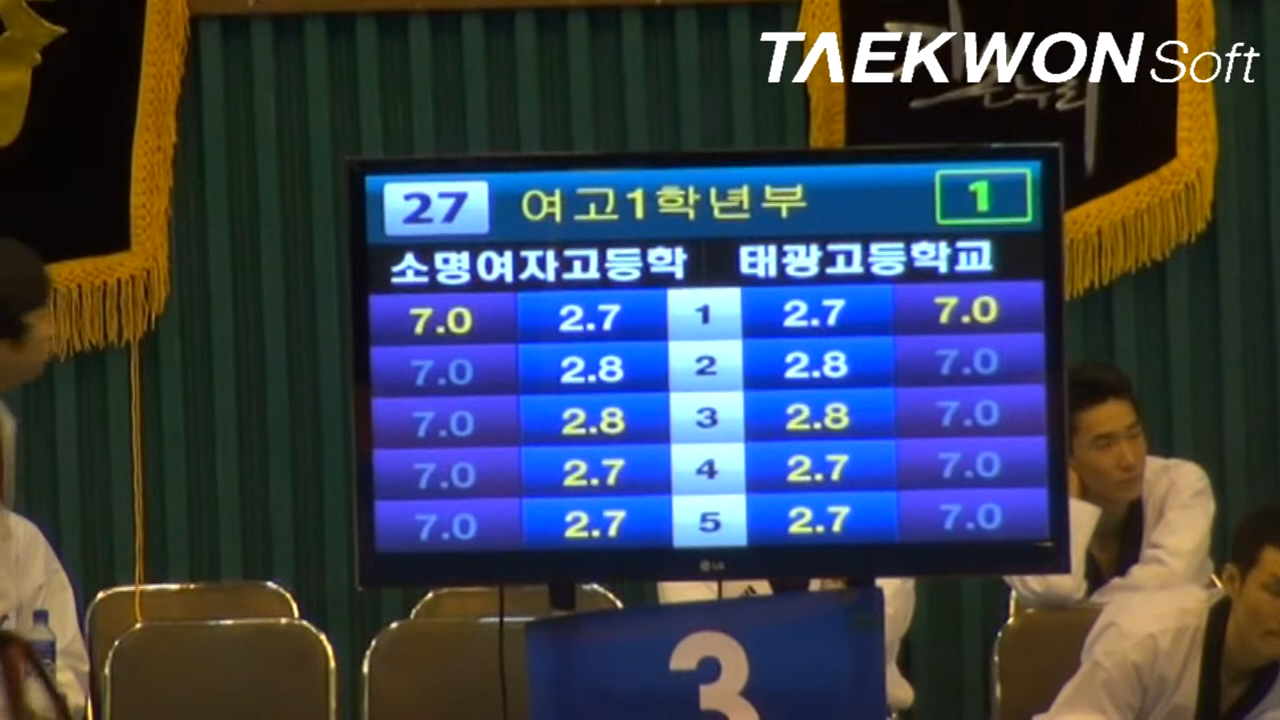 TAEKWONSoft
27 여고1학년부 1
소명여자고등학 태광고등학교
7.0 2.7 1 2.7 7.0
7.0 2.8 2 2.8 7.0
7.0 2.8 3 2.8 7.0
7.0 2.7 4 2.7 7.0
7.0 2.7 5 2.7 7.0
LG
3